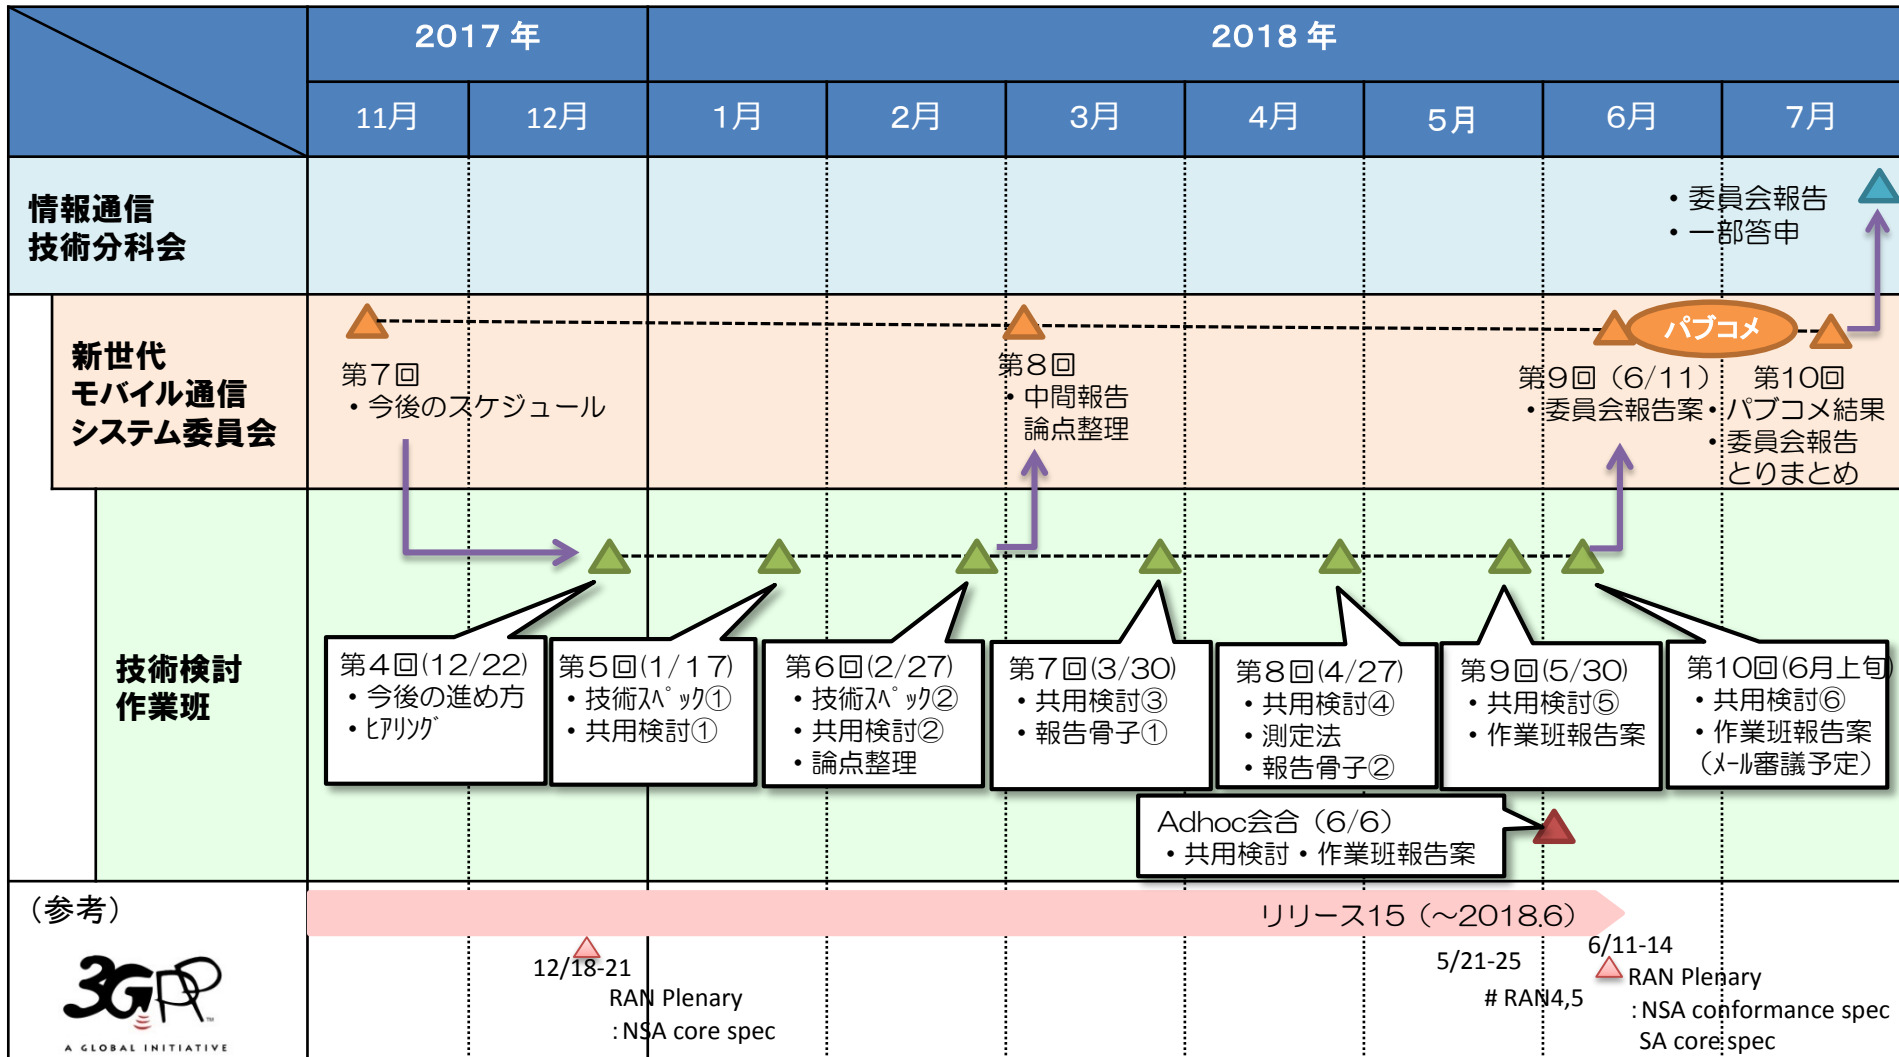 2017年
2018年
11月
12月
1月
2月
3月
4月
5月
6月
7月
情報通信
技術分科会
・委員会報告
・一部答申
新世代
モバイル通信
システム委員会
第7回
・今後のスケジュール
第8回
・中間報告
論点整理
パブコメ
第9回（6/11）
・委員会報告案
第10回
・パブコメ結果
・委員会報告
とりまとめ
技術検討
作業班
第4回(12/22)
・今後の進め方
・ﾋｱﾘﾝｸﾞ
第5回(1/17)
・技術ｽﾍﾟｯｸ①
・共用検討①
第6回(2/27)
・技術ｽﾍﾟｯｸ②
・共用検討②
・論点整理
第7回(3/30)
・共用検討③
・報告骨子①
第8回(4/27)
・共用検討④
・測定法
・報告骨子②
第9回(5/30)
・共用検討⑤
・作業班報告案
第10回(6月上旬)
・共用検討⑥
・作業班報告案
（ﾒｰﾙ審議予定）
Adhoc会合（6/6）
・共用検討・作業班報告案
（参考）
3GPP
TM
A GLOBAL INITIATIVE
リリース15（～2018.6）
12/18-21
RAN Plenary
：NSA core spec
5/21-25
# RAN4,5
6/11-14
RAN Plenary
：NSA conformance spec
SA core spec